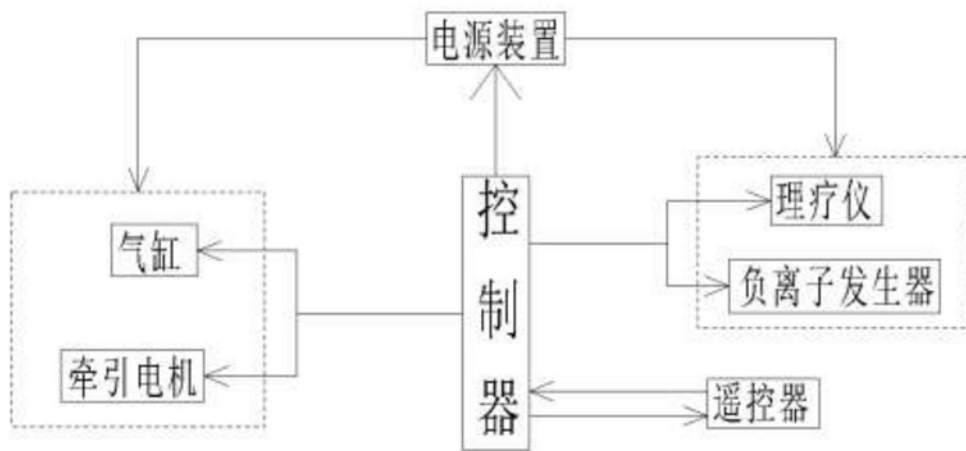 电源装置
控制器
理疗仪
气缸
负离子发生器
牵引电机
遥控器